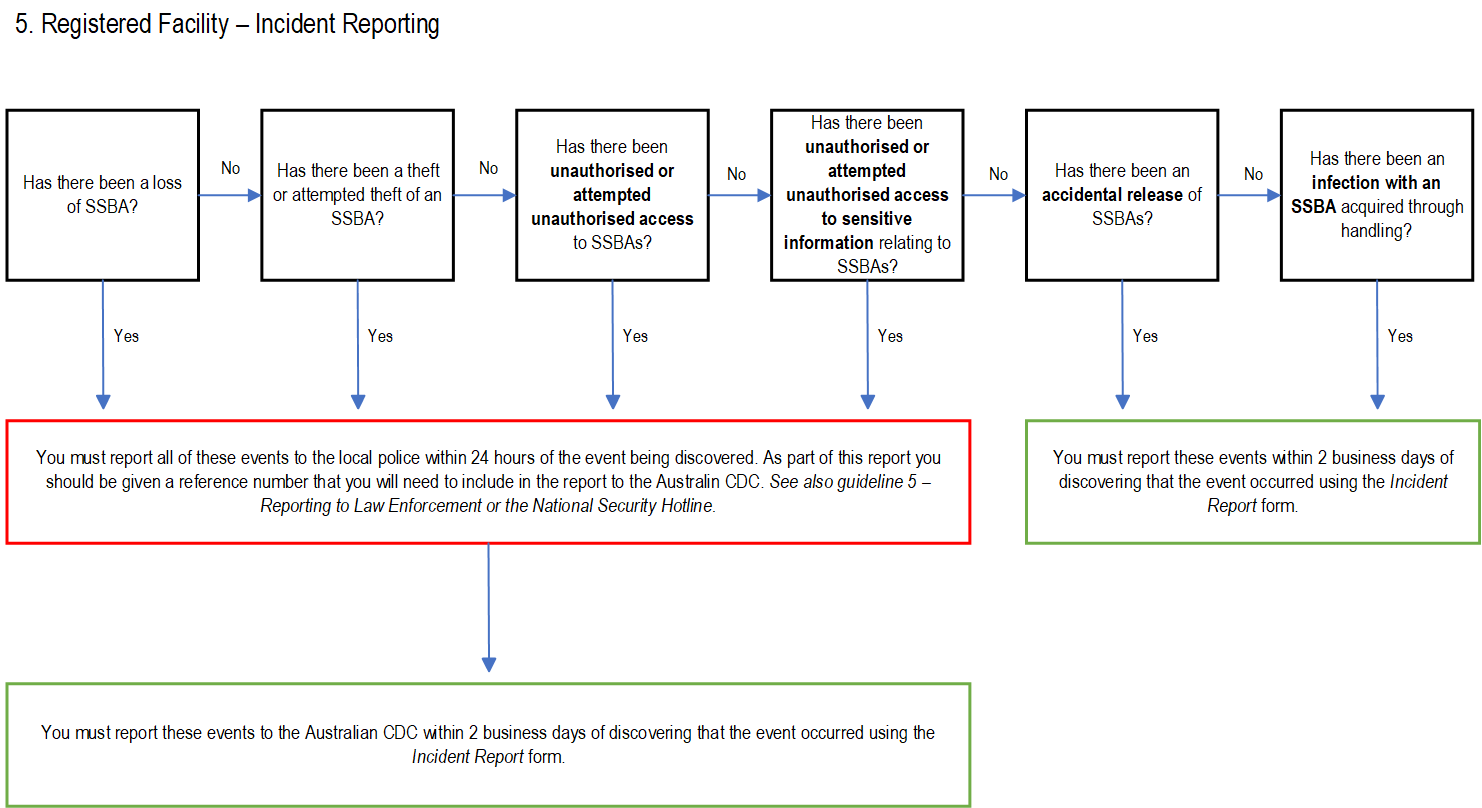 5. Registered Facility – Incident Reporting
Has there been a loss
of SSBA?
No
Has there been a theft
or attempted theft of an
SSBA?
No
Has there been
unauthorised or
attempted
unauthorised access
to SSBAs?
No
Has there been
unauthorised or
attempted
unauthorised access
to sensitive
information relating to
SSBAs?
No
Has there been an
accidental release of
SSBAs?
No
Has there been an
infection with an
SSBA acquired through
handling?
Yes
Yes
Yes
Yes
Yes
Yes
You must report all of these events to the local police within 24 hours of the event being discovered. As part of this report you
should be given a reference number that you will need to include in the report to the Australin CDC. See also guideline 5 –
Reporting to Law Enforcement or the National Security Hotline.
You must report these events within 2 business days of
discovering that the event occurred using the Incident
Report form.
You must report these events to the Australian CDC within 2 business days of discovering that the event occurred using the
Incident Report form.